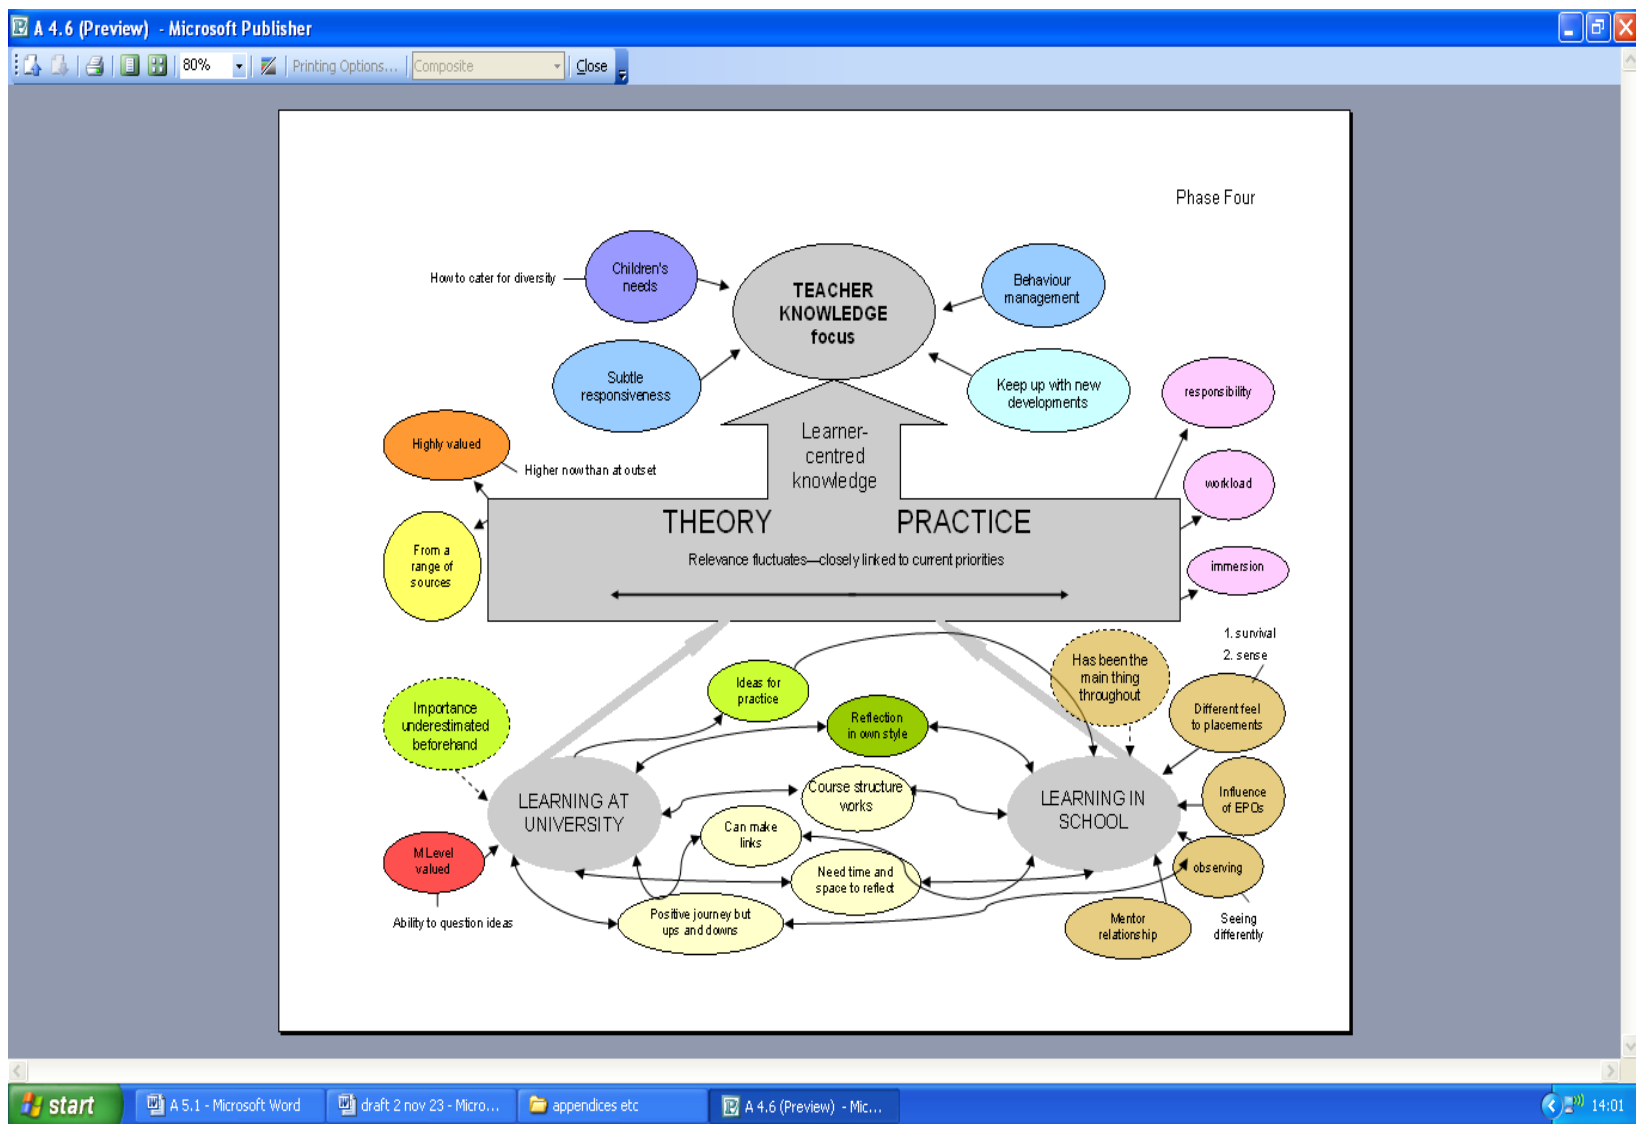 A 4.6 (Preview) - Microsoft Publisher
80%
Printing Options...
Composite
Close
Phase Four
How to cater for diversity
Children's
needs
TEACHER
KNOWLEDGE
focus
Behaviour
management
Subtle
responsiveness
Keep up with new
developments
responsibility
Highly valued
Higher now than at outset
Learner-
centred
knowledge
workload
THEORY PRACTICE
Relevance fluctuates—closely linked to current priorities
From a
range of
sources
immersion
1. survival
2. sense
Has been the
main thing
throughout
Ideas for
practice
Importance
underestimated
beforehand
Reflection
in own style
Different feel
to placements
LEARNING AT
UNIVERSITY
Course structure
works
LEARNING IN
SCHOOL
Influence
of EPOs
Can make
links
M Level
valued
Need time and
space to reflect
observing
Ability to question ideas
Positive journey but
ups and downs
Mentor
relationship
Seeing
differently
start
A 5.1 - Microsoft Word
draft 2 nov 23 - Micro...
appendices etc
A 4.6 (Preview) - Mic...
14:01